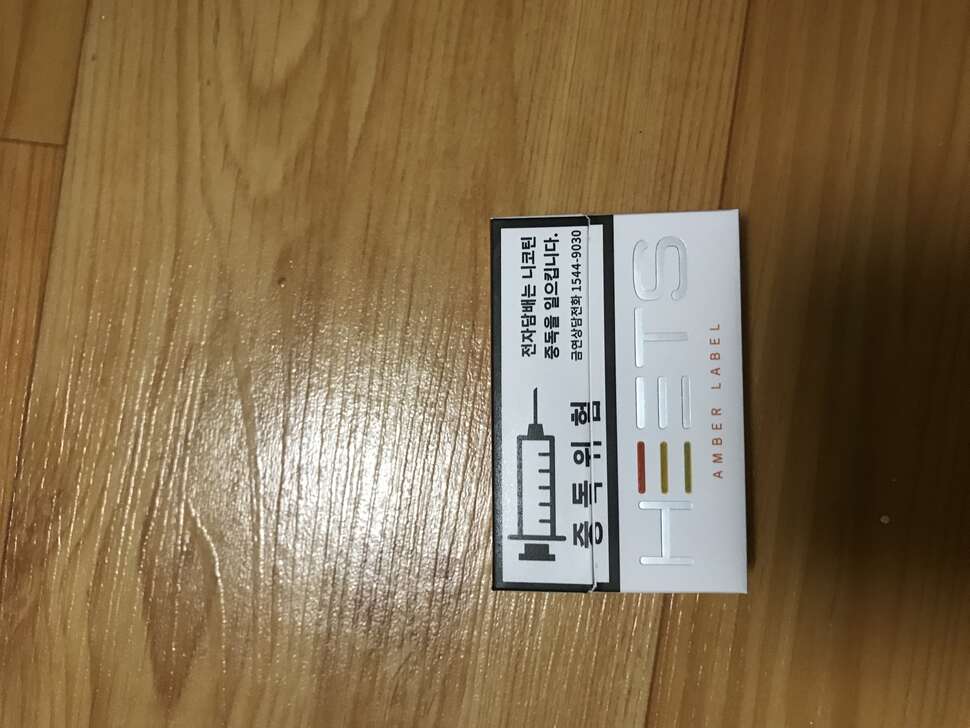 전자담배는 니코틴
중독을 일으킵니다.
금연상담전화 1544-9030
중독위험
HEETS
AMBER LABEL